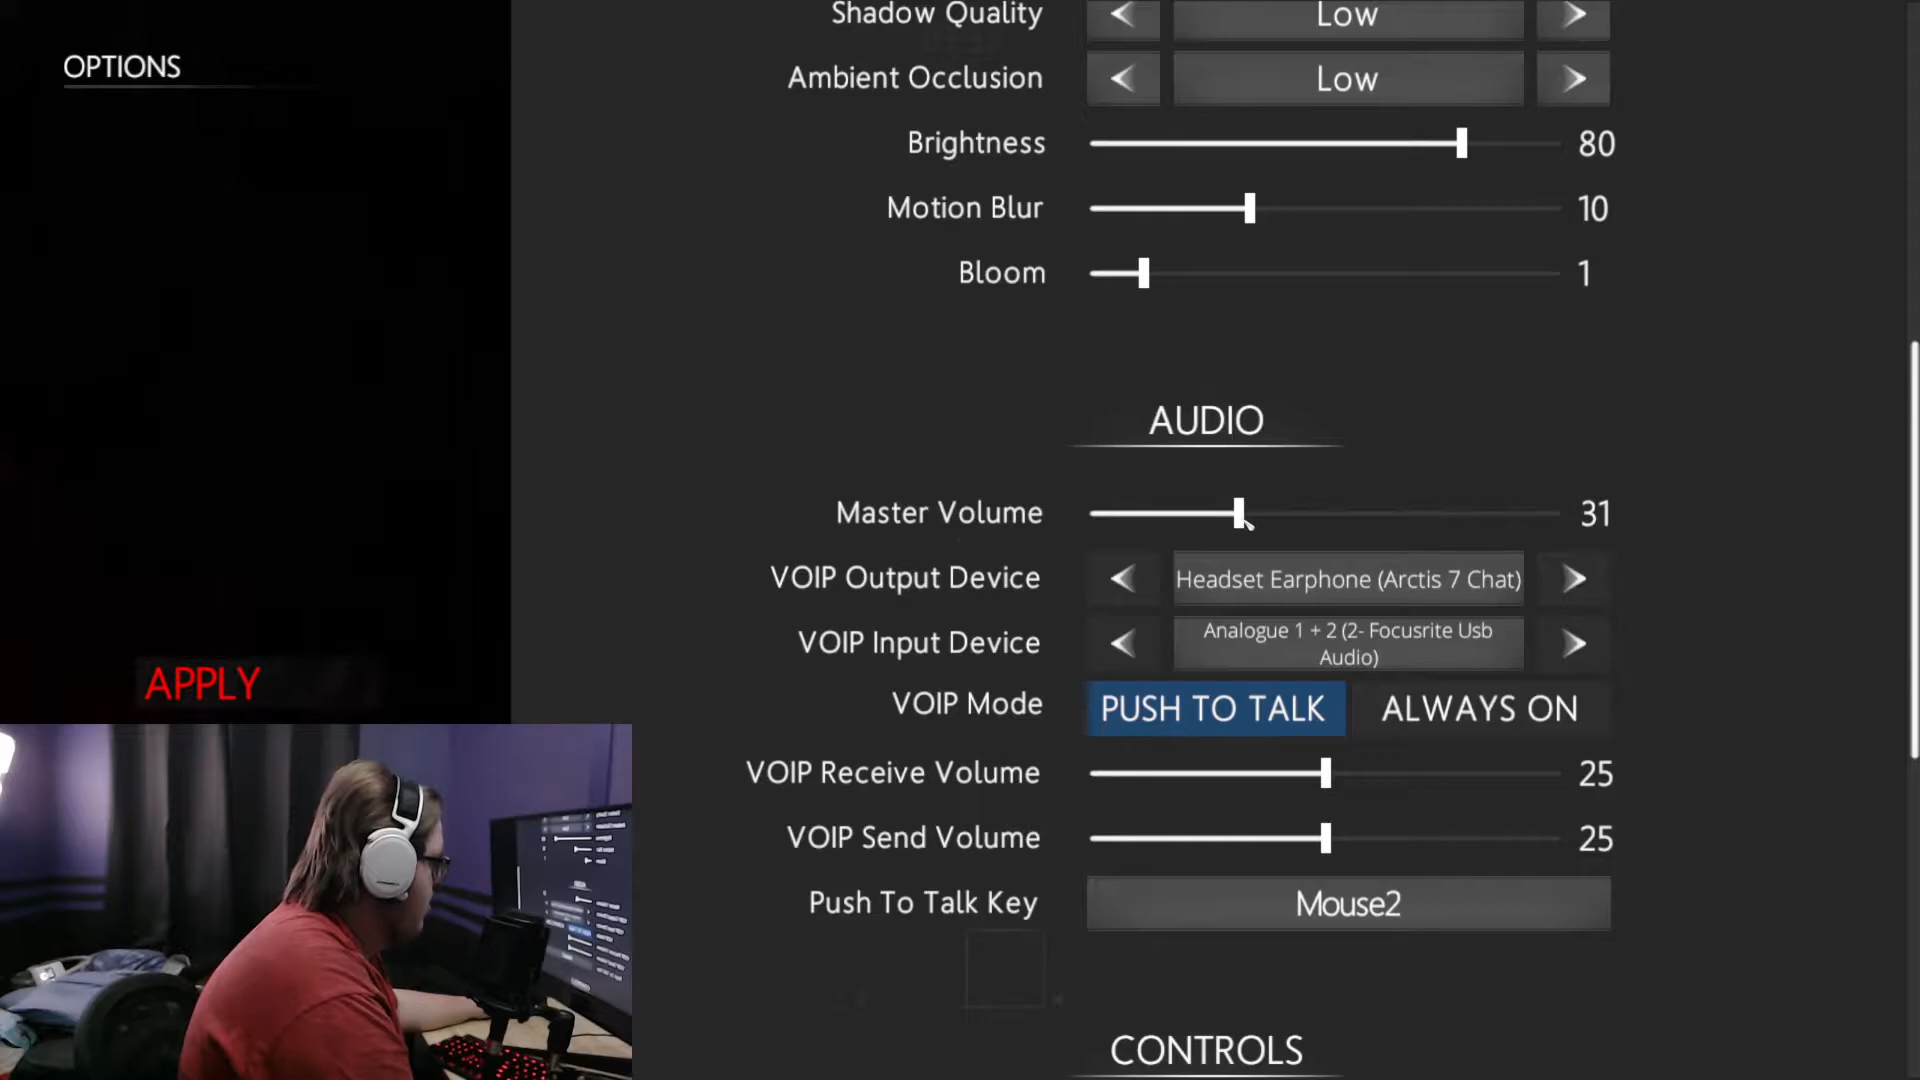 OPTIONS
Shadow Quality
Low
Ambient Occlusion
Low
Brightness
80
Motion Blur
10
Bloom
1
AUDIO
Master Volume
31
VOIP Output Device
Headset Earphone (Arctis 7 Chat)
VOIP Input Device
Analogue 1 + 2 (2- Focusrite Usb
Audio)
VOIP Mode
PUSH TO TALK
ALWAYS ON
VOIP Receive Volume
25
VOIP Send Volume
25
Push To Talk Key
Mouse2
CONTROLS
APPLY